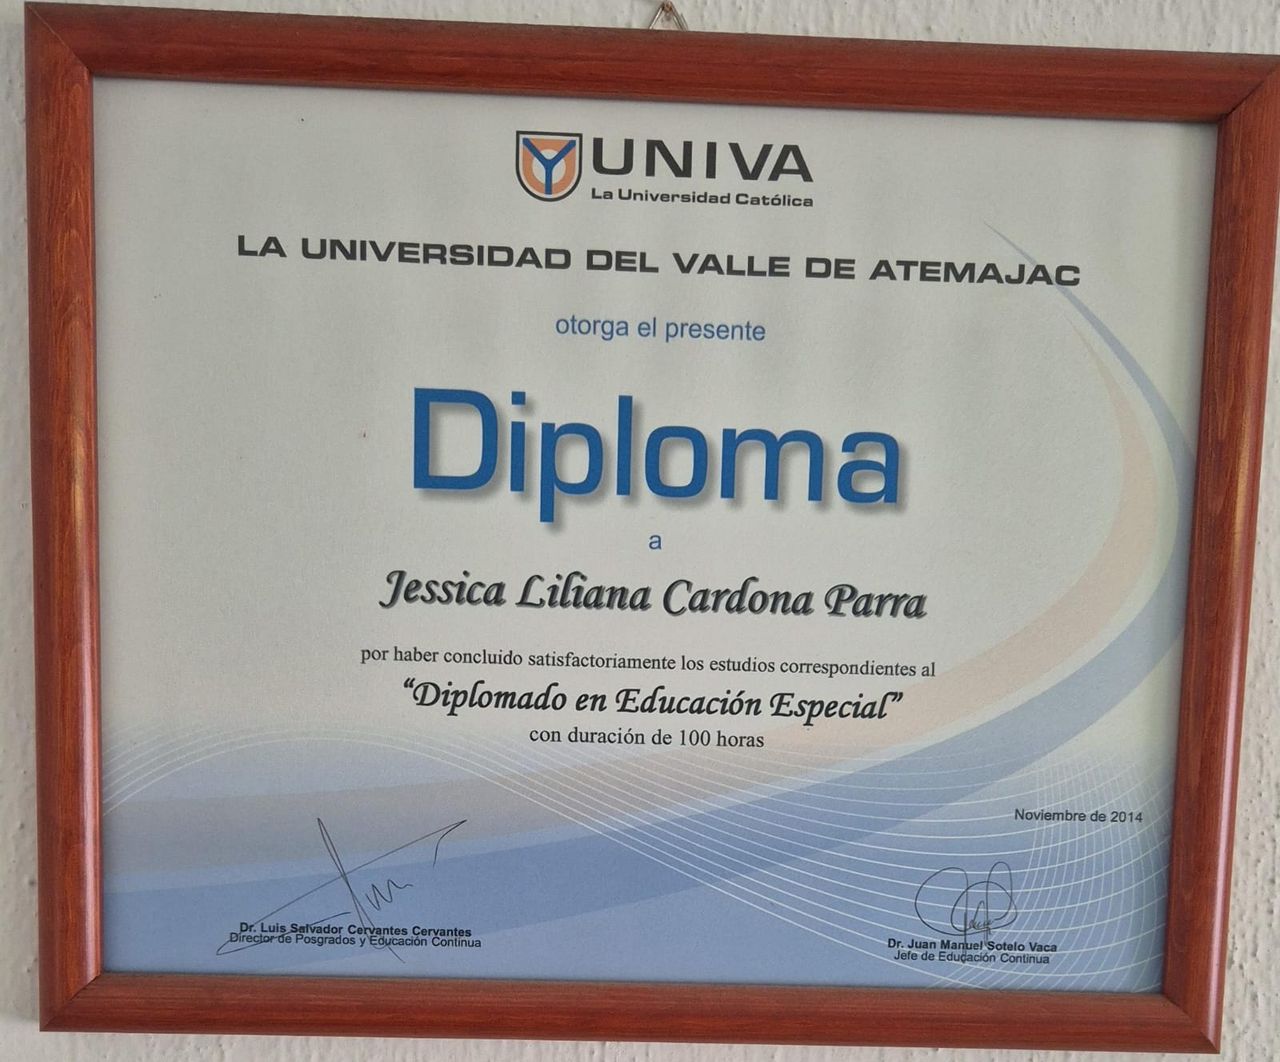 UNIVA
La Universidad Católica
LA UNIVERSIDAD DEL VALLE DE ATEMAJAC
otorga el presente
Diploma
a
Jessica Liliana Cardona Parra
por haber concluido satisfactoriamente los estudios correspondientes al
“Diplomado en Educación Especial”
con duración de 100 horas
Noviembre de 2014
Dr. Luis Salvador Cervantes Cervantes
Director de Posgrados y Educación Continua
Dr. Juan Manuel Sotelo Vaca
Jefe de Educación Continua